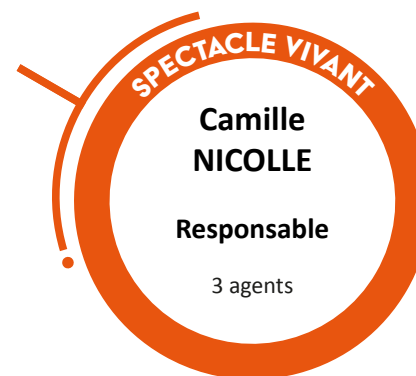 SPECTACLE VIVANT
Camille
NICOLLE
Responsable
3 agents